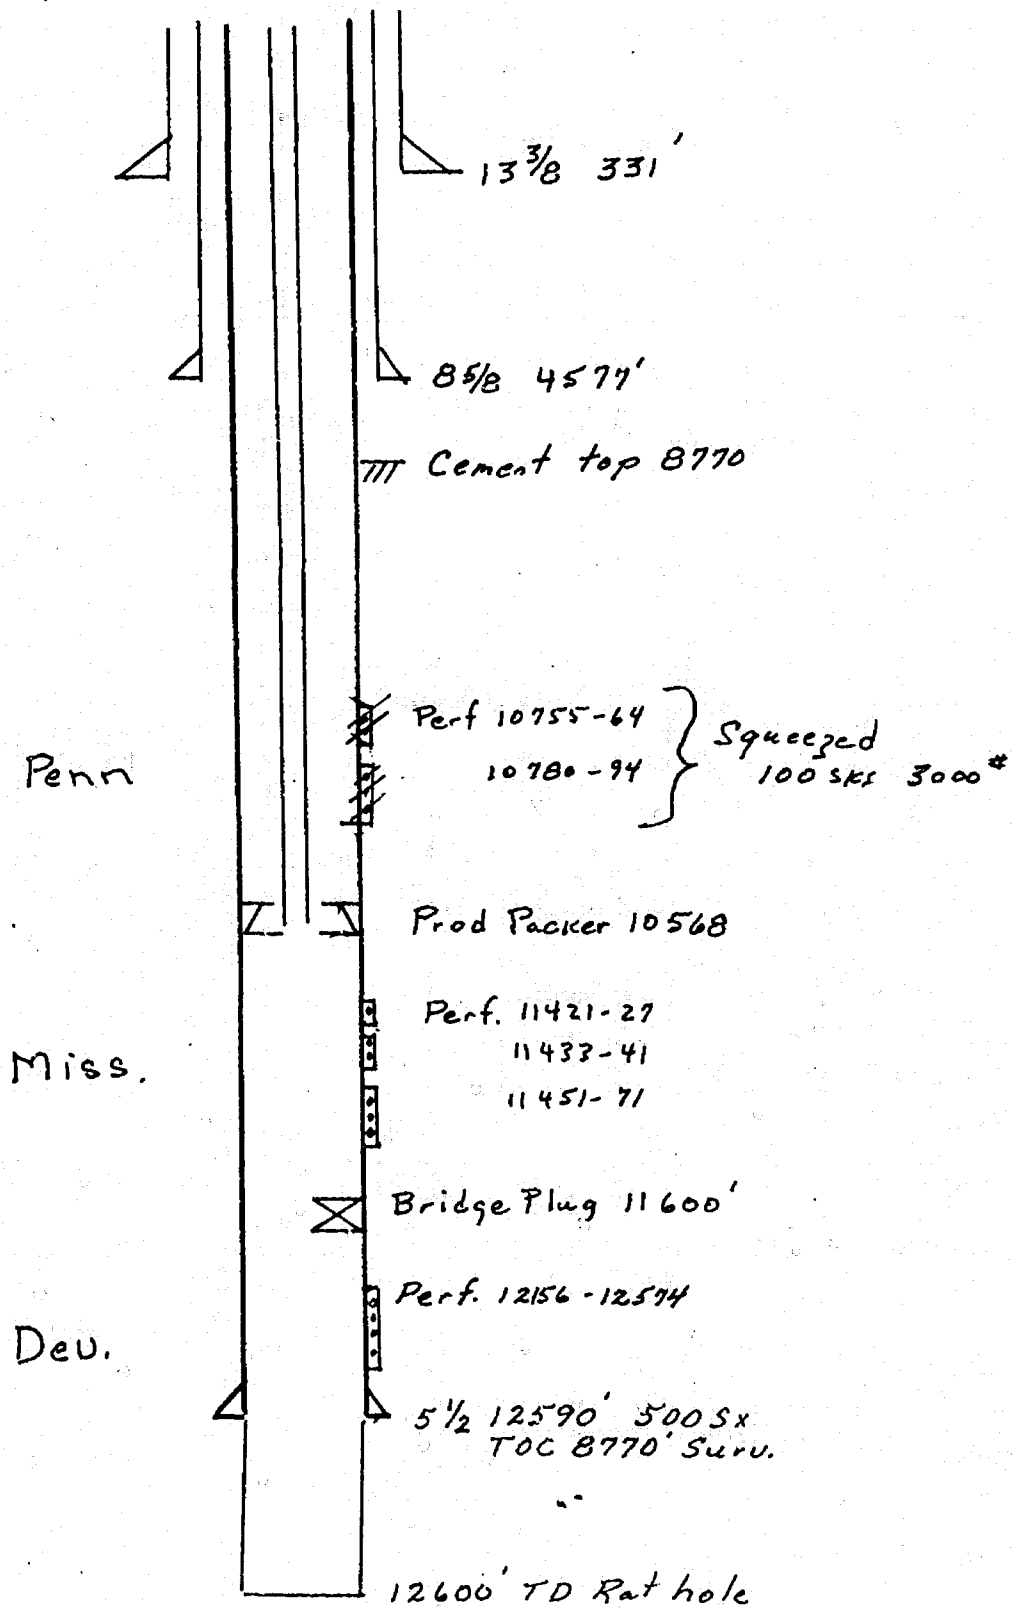 13 3/8 331'
8 5/8 4577'
Cement top 8770
Penn
Perf 10755-64
10780-94
Squeezed
100 sks 3000#
Prod Packer 10568
Miss.
Perf. 11421-27
11433-41
11451-71
Bridge Plug 11600'
Dev.
Perf. 12156-12574
5 1/2 12590' 500 Sx
TOC 8770' Surv.
12600' TD Rat hole